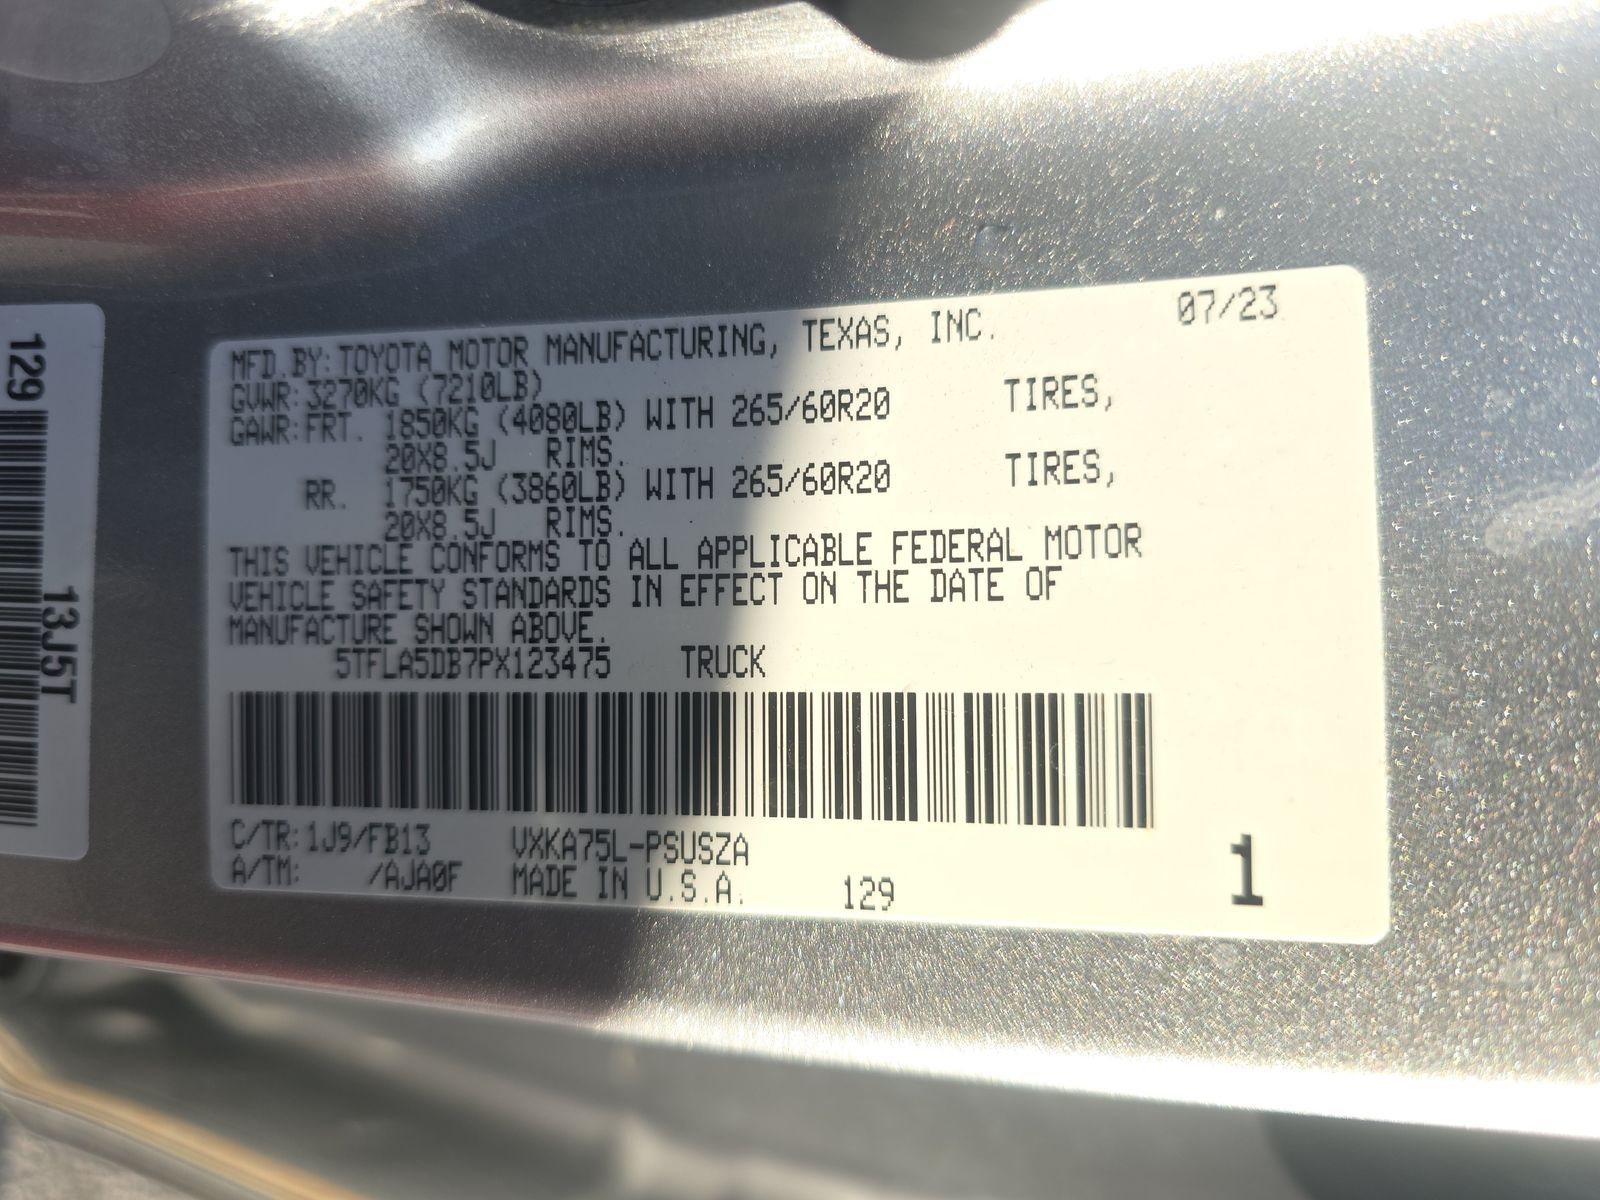 MFD.BY:TOYOTA MOTOR MANUFACTURING, TEXAS, INC. 07/23
GVWR:3270KG (7210LB)
GAWR:FRT. 1850KG (4080LB) WITH 265/60R20 TIRES,
20X8.5J RIMS.
RR. 1750KG (3860LB) WITH 265/60R20 TIRES,
20X8.5J RIMS.
THIS VEHICLE CONFORMS TO ALL APPLICABLE FEDERAL MOTOR
VEHICLE SAFETY STANDARDS IN EFFECT ON THE DATE OF
MANUFACTURE SHOWN ABOVE.
5TFLA5DB7PX123475 TRUCK
C/TR:1J9/FB13 VXKA75L-PSUSZA
A/TM: /AJA0F MADE IN U.S.A. 129 1
129
13J5T